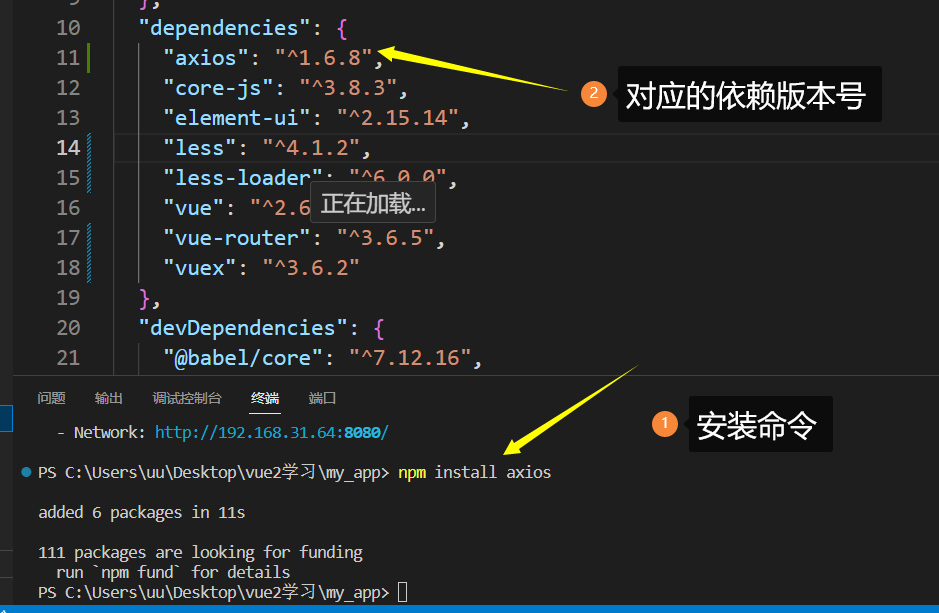 9 },
10 "dependencies": {
11 "axios": "^1.6.8",
12 "core-js": "^3.8.3",
13 "element-ui": "^2.15.14",
14 "less": "^4.1.2",
15 "less-loader": "^6.0.0",
16 "vue": "^2.6
17 "vue-router": "^3.6.5",
18 "vuex": "^3.6.2"
19 },
20 "devDependencies": {
21 "@babel/core": "^7.12.16",
2 对应的依赖版本号
正在加载...
问题 输出 调试控制台 终端 端口
- Network: http://192.168.31.64:8080/
1 安装命令
PS C:\Users\uu\Desktop\vue2学习\my_app> npm install axios
added 6 packages in 11s
111 packages are looking for funding
run `npm fund` for details
PS C:\Users\uu\Desktop\vue2学习\my_app>